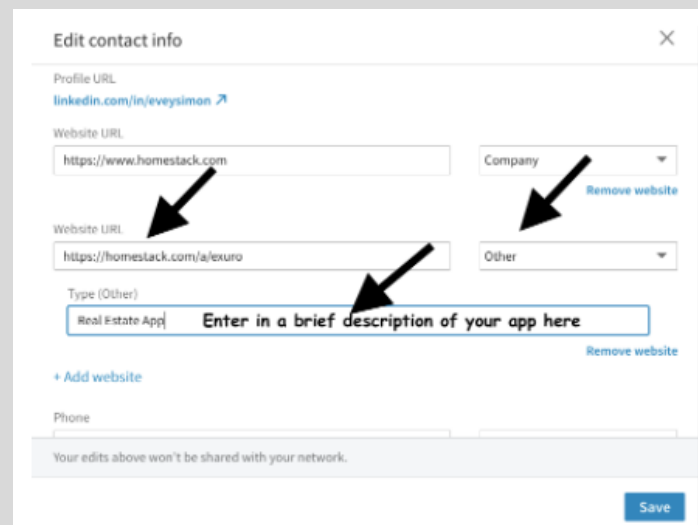 Edit contact info
Profile URL
linkedin.com/in/eveysimon
Website URL
https://www.homestack.com Company
Remove website
Website URL
https://homestack.com/a/exuro Other
Type (Other)
Real Estate App Enter in a brief description of your app here
Remove website
+ Add website
Phone
Your edits above won't be shared with your network.
Save